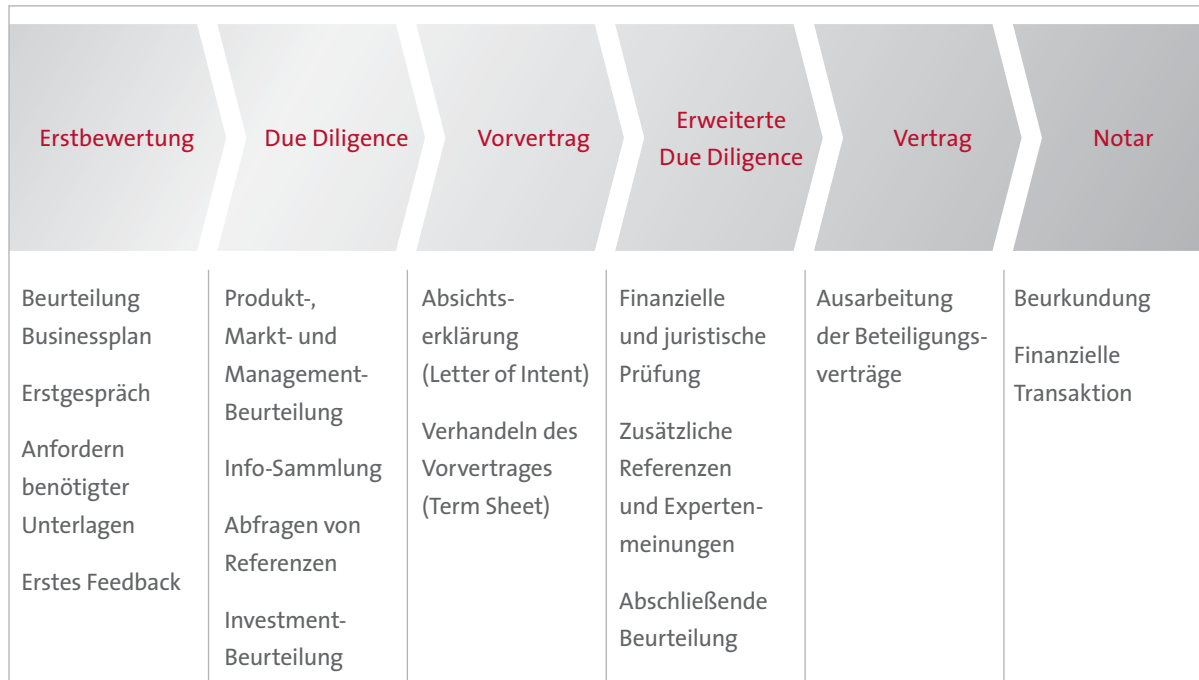 Erstbewertung
Due Diligence
Vorvertrag
Erweiterte
Due Diligence
Vertrag
Notar
Beurteilung
Businessplan
Erstgespräch
Anfordern
benötigter
Unterlagen
Erstes Feedback
Produkt-,
Markt- und
Management-
Beurteilung
Info-Sammlung
Abfragen von
Referenzen
Investment-
Beurteilung
Absichts-
erklärung
(Letter of Intent)
Verhandeln des
Vorvertrages
(Term Sheet)
Finanzielle
und juristische
Prüfung
Zusätzliche
Referenzen
und Experten-
meinungen
Abschließende
Beurteilung
Ausarbeitung
der Beteiligungs-
verträge
Beurkundung
Finanzielle
Transaktion